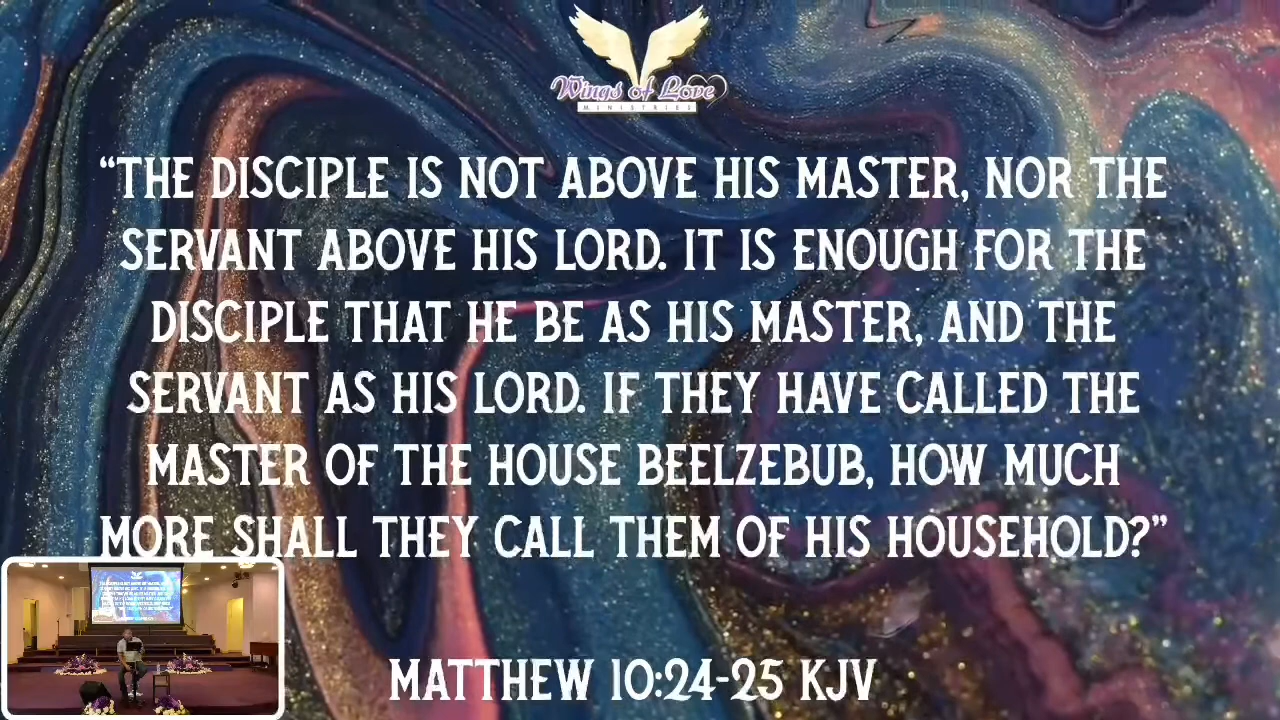 Wings of Love
MINISTRIES
“THE DISCIPLE IS NOT ABOVE HIS MASTER, NOR THE
SERVANT ABOVE HIS LORD. IT IS ENOUGH FOR THE
DISCIPLE THAT HE BE AS HIS MASTER, AND THE
SERVANT AS HIS LORD. IF THEY HAVE CALLED THE
MASTER OF THE HOUSE BEELZEBUB, HOW MUCH
MORE SHALL THEY CALL THEM OF HIS HOUSEHOLD?”
MATTHEW 10:24-25 KJV